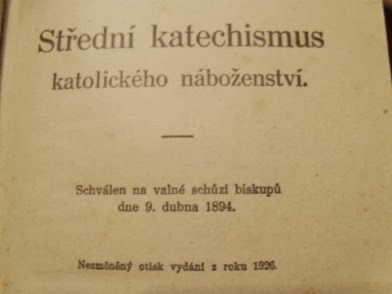 Střední katechismus
katolického náboženství.
Schválen na valné schůzi biskupů
dne 9. dubna 1894.
Nezměněný otisk vydání z roku 1926.